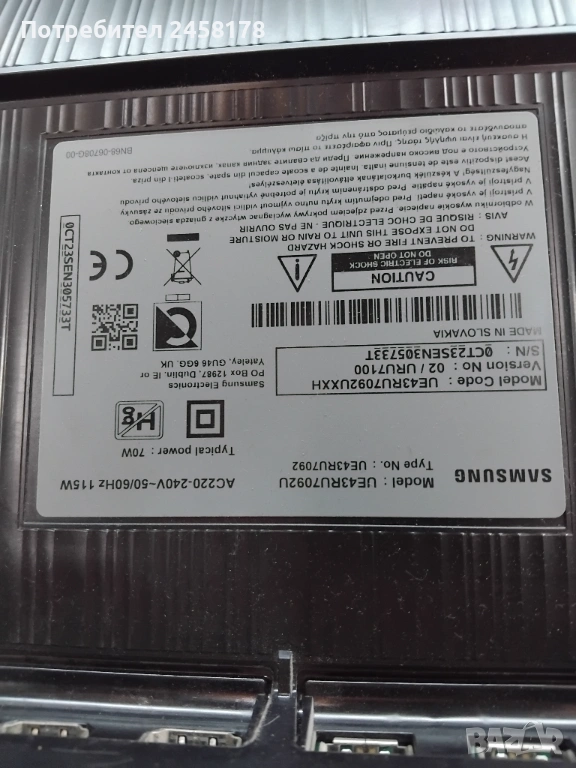 Потребител 2458178
SAMSUNG
Model : UE43RU7092U
Type No. : UE43RU7092
AC220-240V~50/60Hz 115W
Typical power : 70W
Model Code : UE43RU7092UXXH
Version No : 02 / URU7100
S/N : 0CT23SEN305733T
MADE IN SLOVAKIA
Samsung Electronics
PO Box 12987, Dublin, IE or
Yateley, GU46 6GG, UK
Hg
CAUTION
RISK OF ELECTRIC SHOCK
DO NOT OPEN
WARNING : TO PREVENT FIRE OR SHOCK HAZARD
DO NOT EXPOSE THIS UNIT TO RAIN OR MOISTURE
AVIS : RISQUE DE CHOC ELECTRIQUE - NE PAS OUVRIR
CE
0CT23SEN305733T
BN68-06708G-00
BAZAR